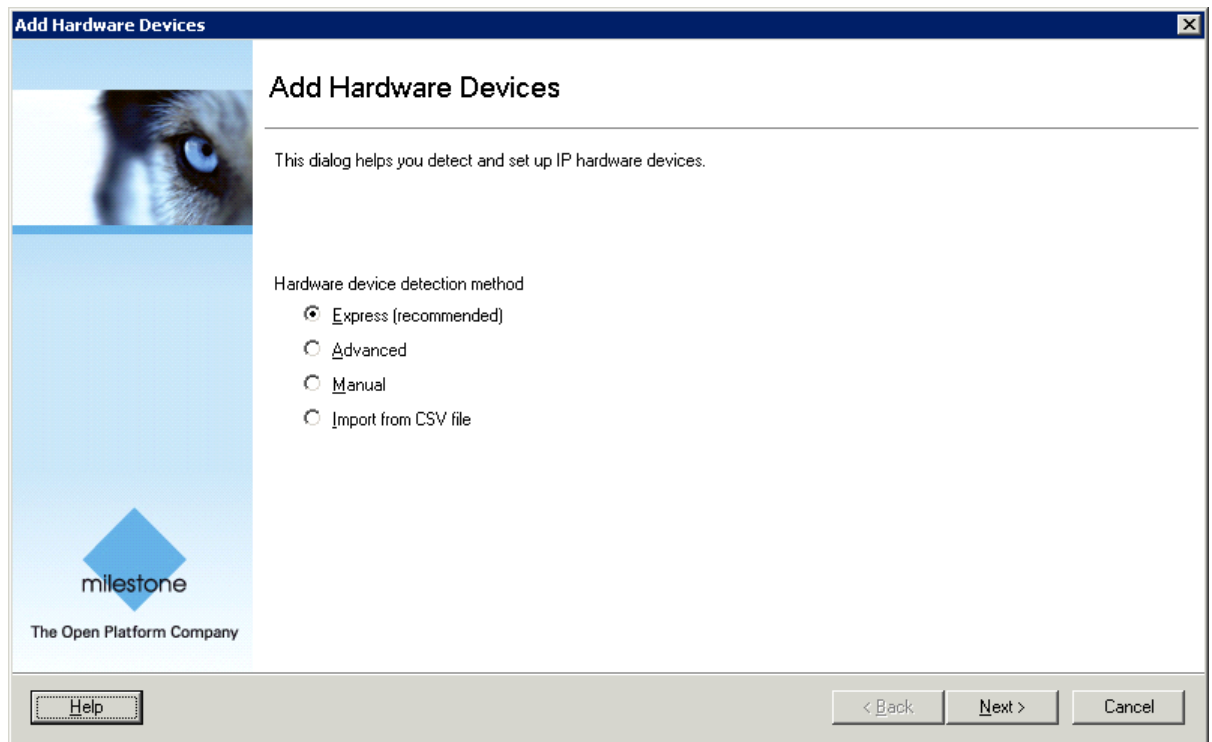 Add Hardware Devices
Add Hardware Devices
This dialog helps you detect and set up IP hardware devices.
Hardware device detection method
Express (recommended)
Advanced
Manual
Import from CSV file
milestone
The Open Platform Company
Help
< Back
Next >
Cancel